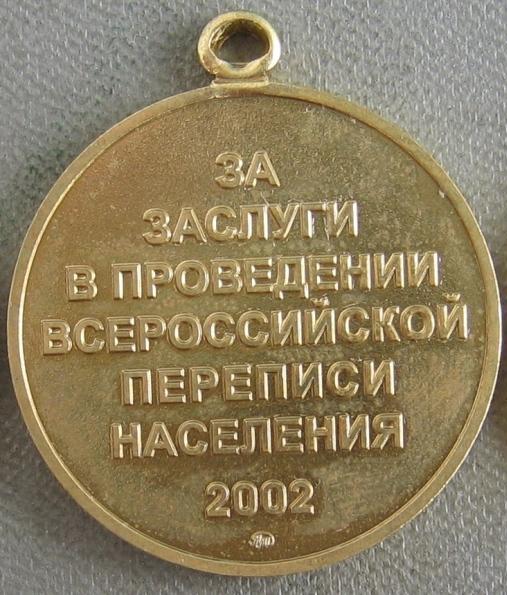 ЗА
ЗАСЛУГИ
В ПРОВЕДЕНИИ
ВСЕРОССИЙСКОЙ
ПЕРЕПИСИ
НАСЕЛЕНИЯ
2002